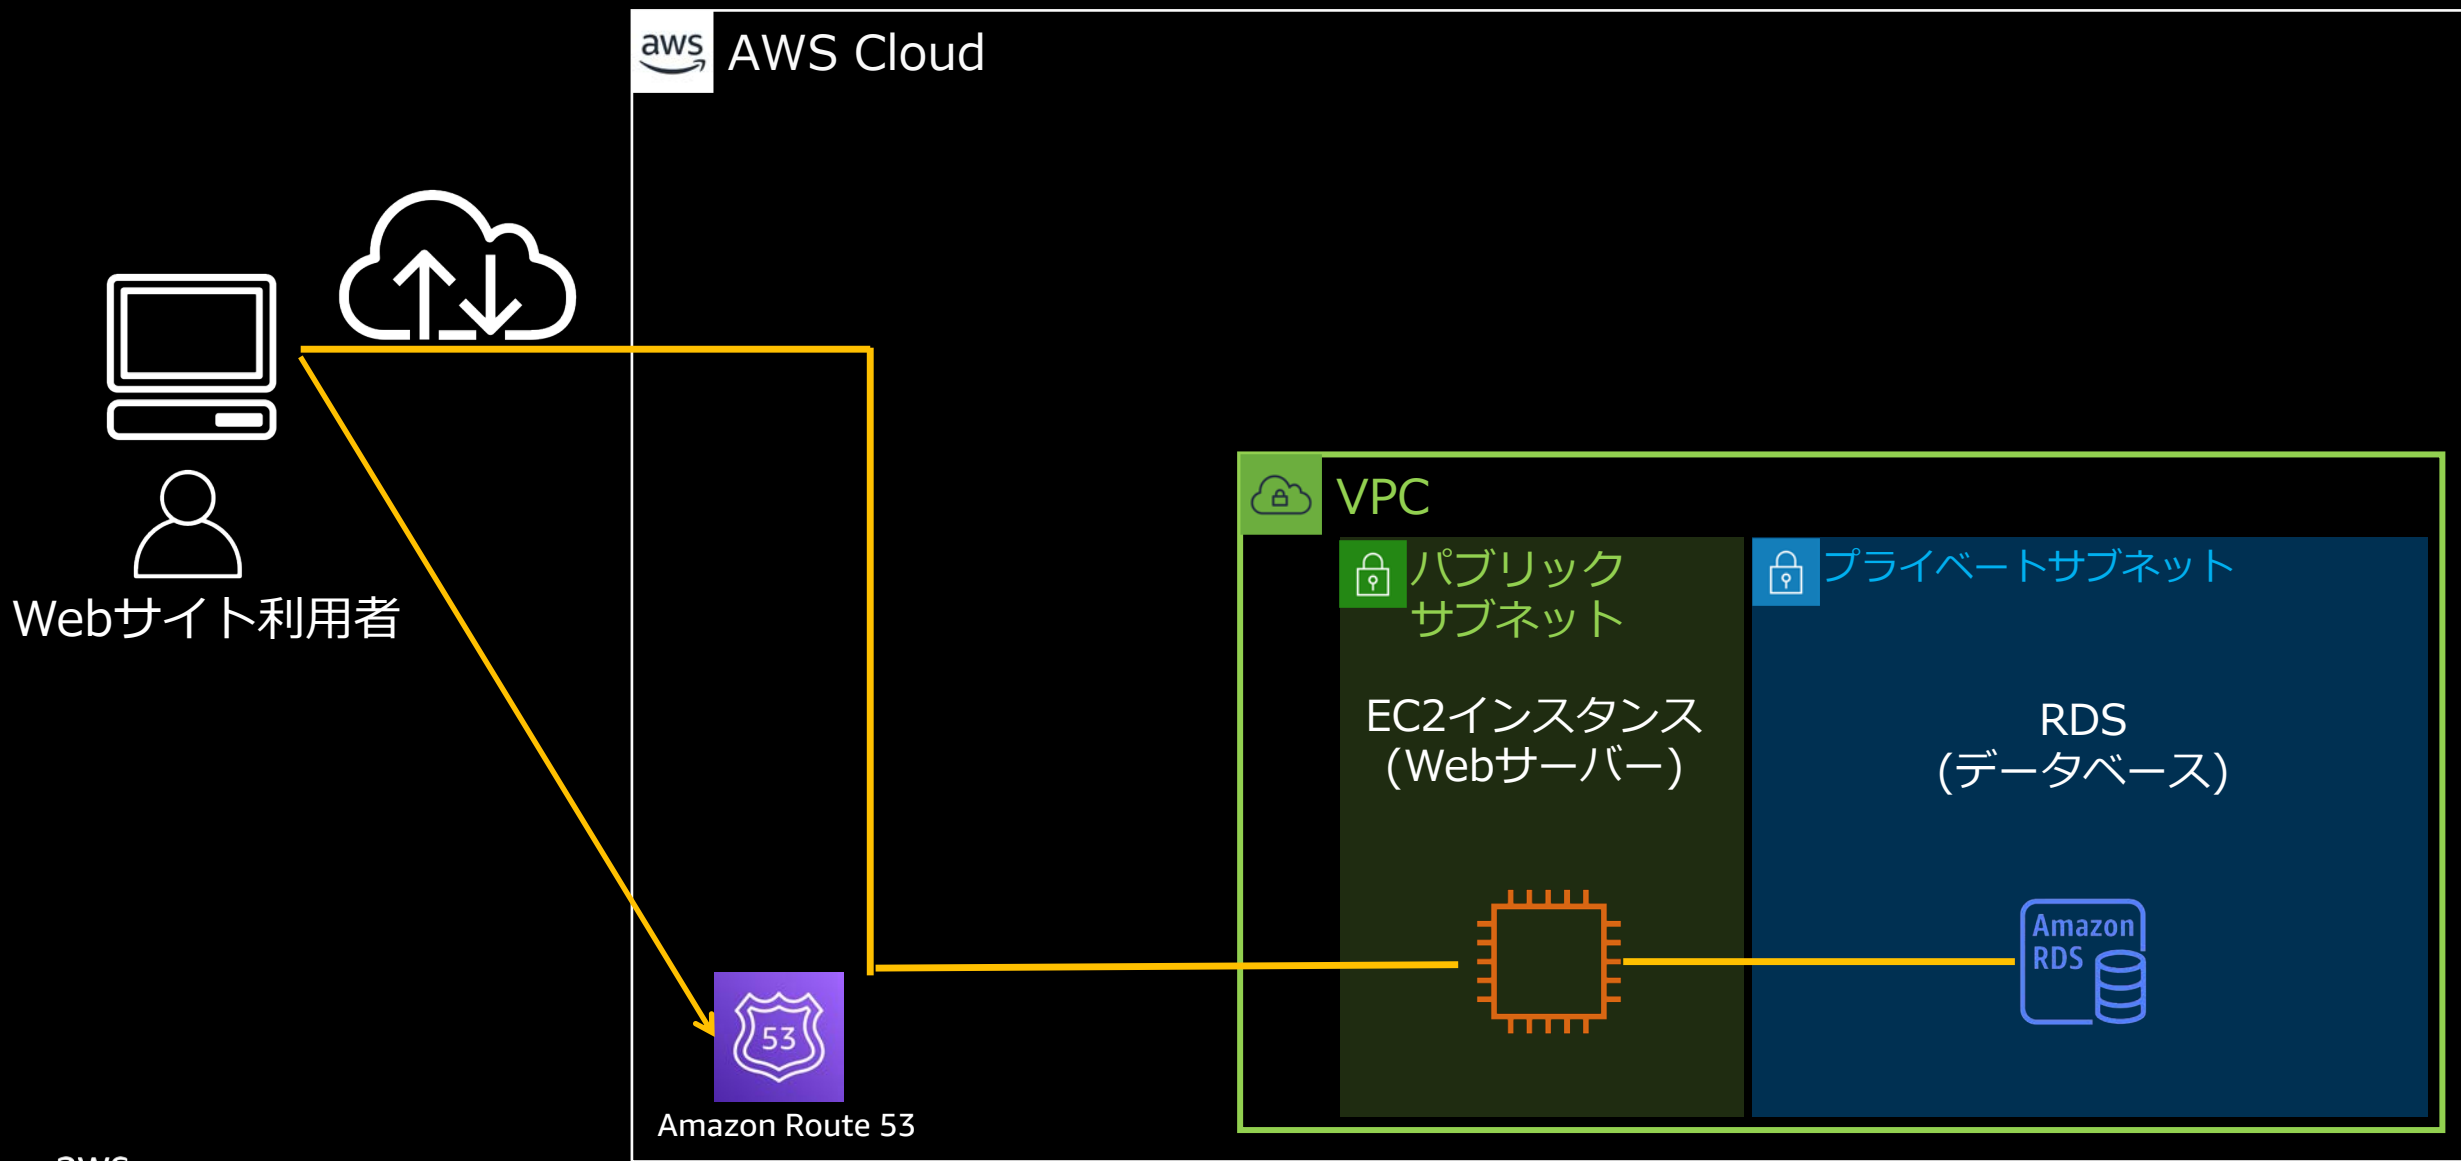 aws
AWS Cloud
Webサイト利用者
VPC
パブリック
サブネット
プライベートサブネット
EC2インスタンス
(Webサーバー)
RDS
(データベース)
Amazon
RDS
53
Amazon Route 53
aws